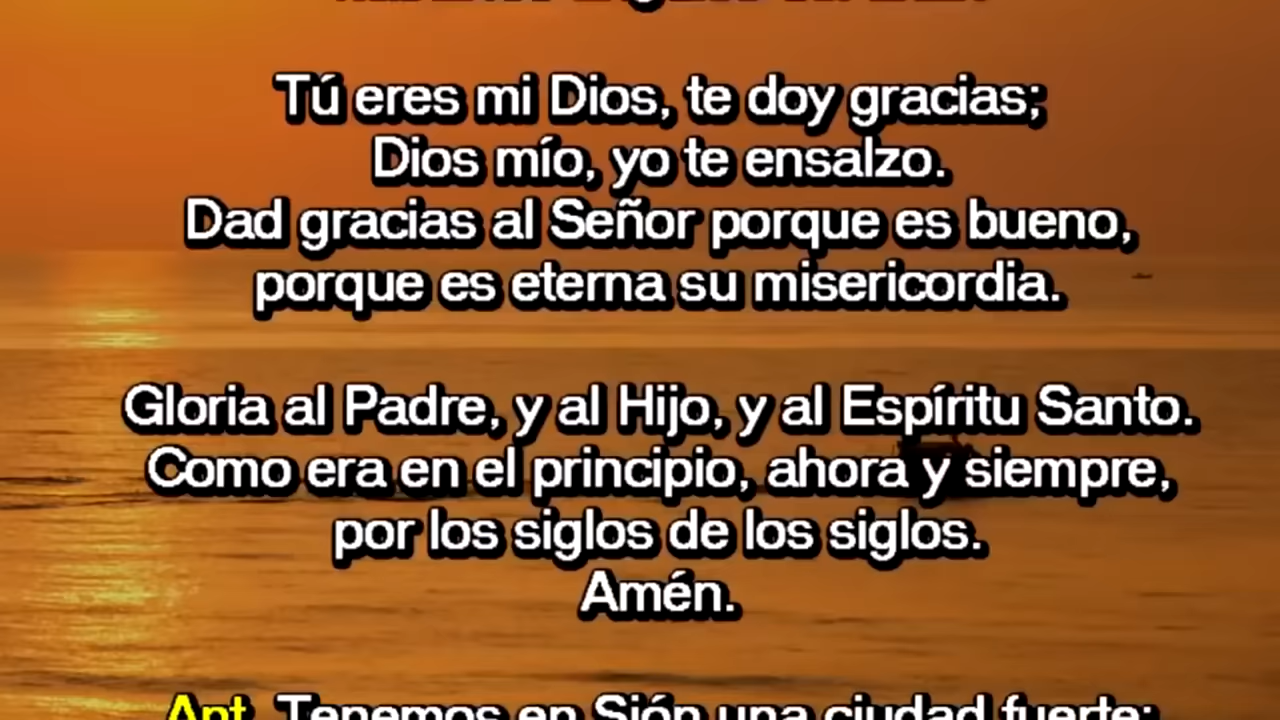 Tú eres mi Dios, te doy gracias;
Dios mío, yo te ensalzo.
Dad gracias al Señor porque es bueno,
porque es eterna su misericordia.
Gloria al Padre, y al Hijo, y al Espíritu Santo.
Como era en el principio, ahora y siempre,
por los siglos de los siglos.
Amén.
Ant. Tenemos en Sión una ciudad fuerte: